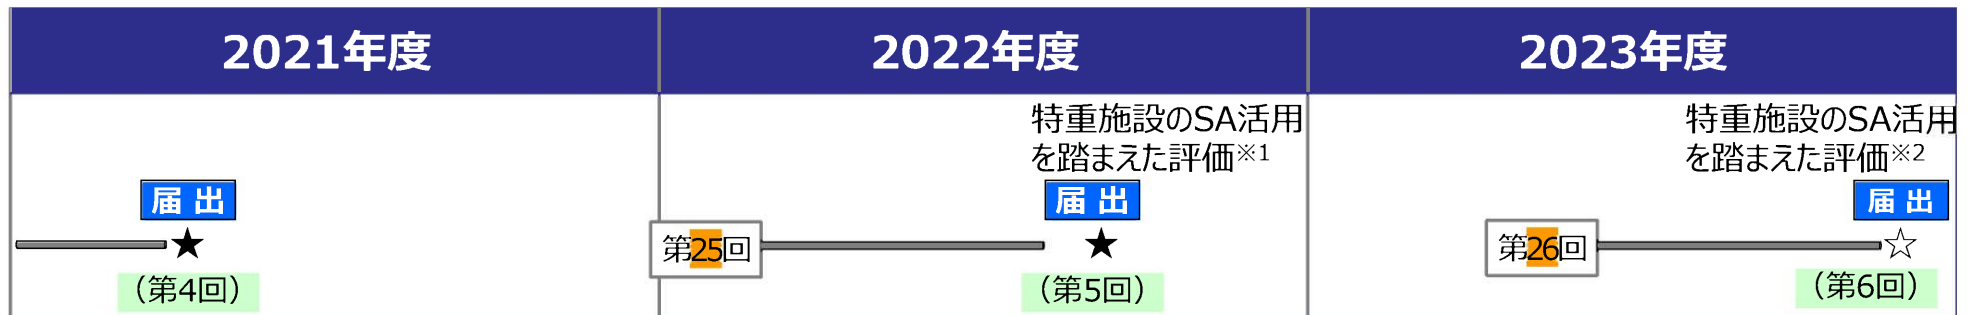 2021年度 2022年度 2023年度
特重施設のSA活用 特重施設のSA活用
を踏まえた評価※1 を踏まえた評価※2
届出 届出 届出
★ 第25回 ★ 第26回 ☆
（第4回） （第5回） （第6回）